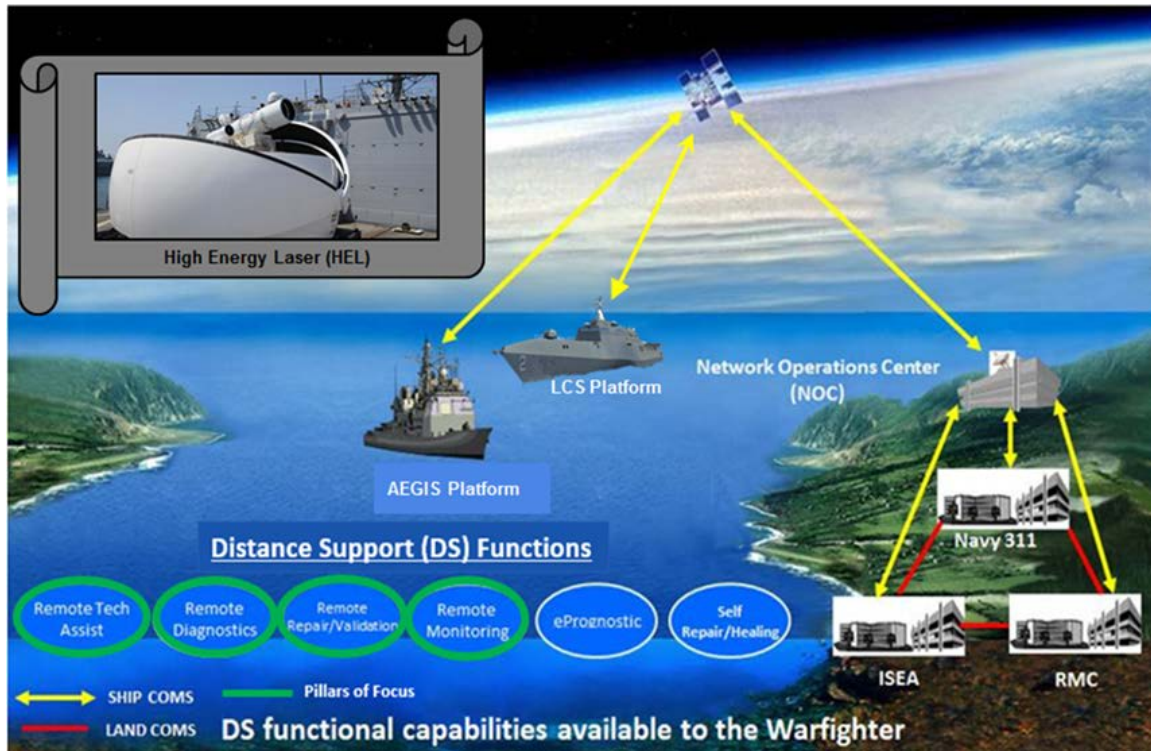 High Energy Laser (HEL)
LCS Platform
Network Operations Center
(NOC)
AEGIS Platform
Navy 311
Distance Support (DS) Functions
Remote Tech
Assist
Remote
Diagnostics
Remote
Repair/Validation
Remote
Monitoring
ePrognostic
Self
Repair/Healing
ISEA
RMC
SHIP COMS
Pillars of Focus
LAND COMS
DS functional capabilities available to the Warfighter
2